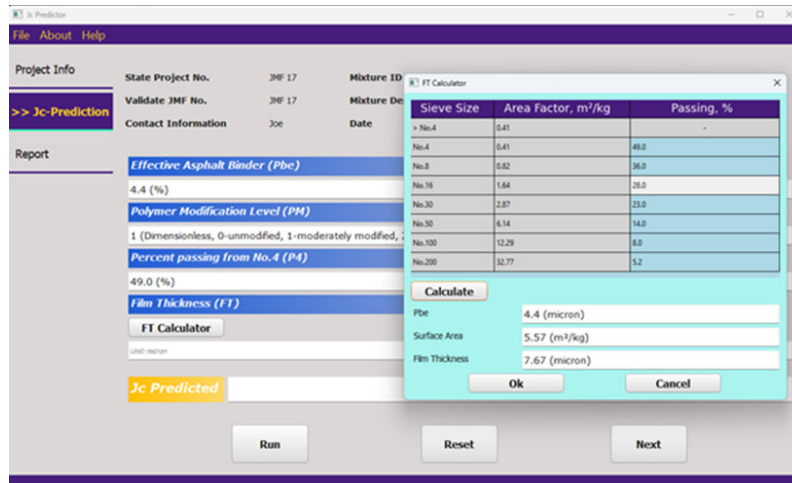 Jc Predictor
File About Help
Project Info
>> Jc-Prediction
Report
State Project No. JMF 17 Mixture ID
Validate JMF No. JMF 17 Mixture De
Contact Information Joe Date
Effective Asphalt Binder (Pbe)
4.4 (%)
Polymer Modification Level (PM)
1 (Dimensionless, 0-unmodified, 1-moderately modified, 2
Percent passing from No.4 (P4)
49.0 (%)
Film Thickness (FT)
FT Calculator
Unit: micron
Jc Predicted
Run Reset Next
FT Calculator
Sieve Size Area Factor, m²/kg Passing, %
> No.4 0.41 -
No.4 0.41 49.0
No.8 0.82 36.0
No.16 1.64 28.0
No.30 2.87 23.0
No.50 6.14 14.0
No.100 12.29 8.0
No.200 32.77 5.2
Calculate
Pbe 4.4 (micron)
Surface Area 5.57 (m²/kg)
Film Thickness 7.67 (micron)
Ok Cancel